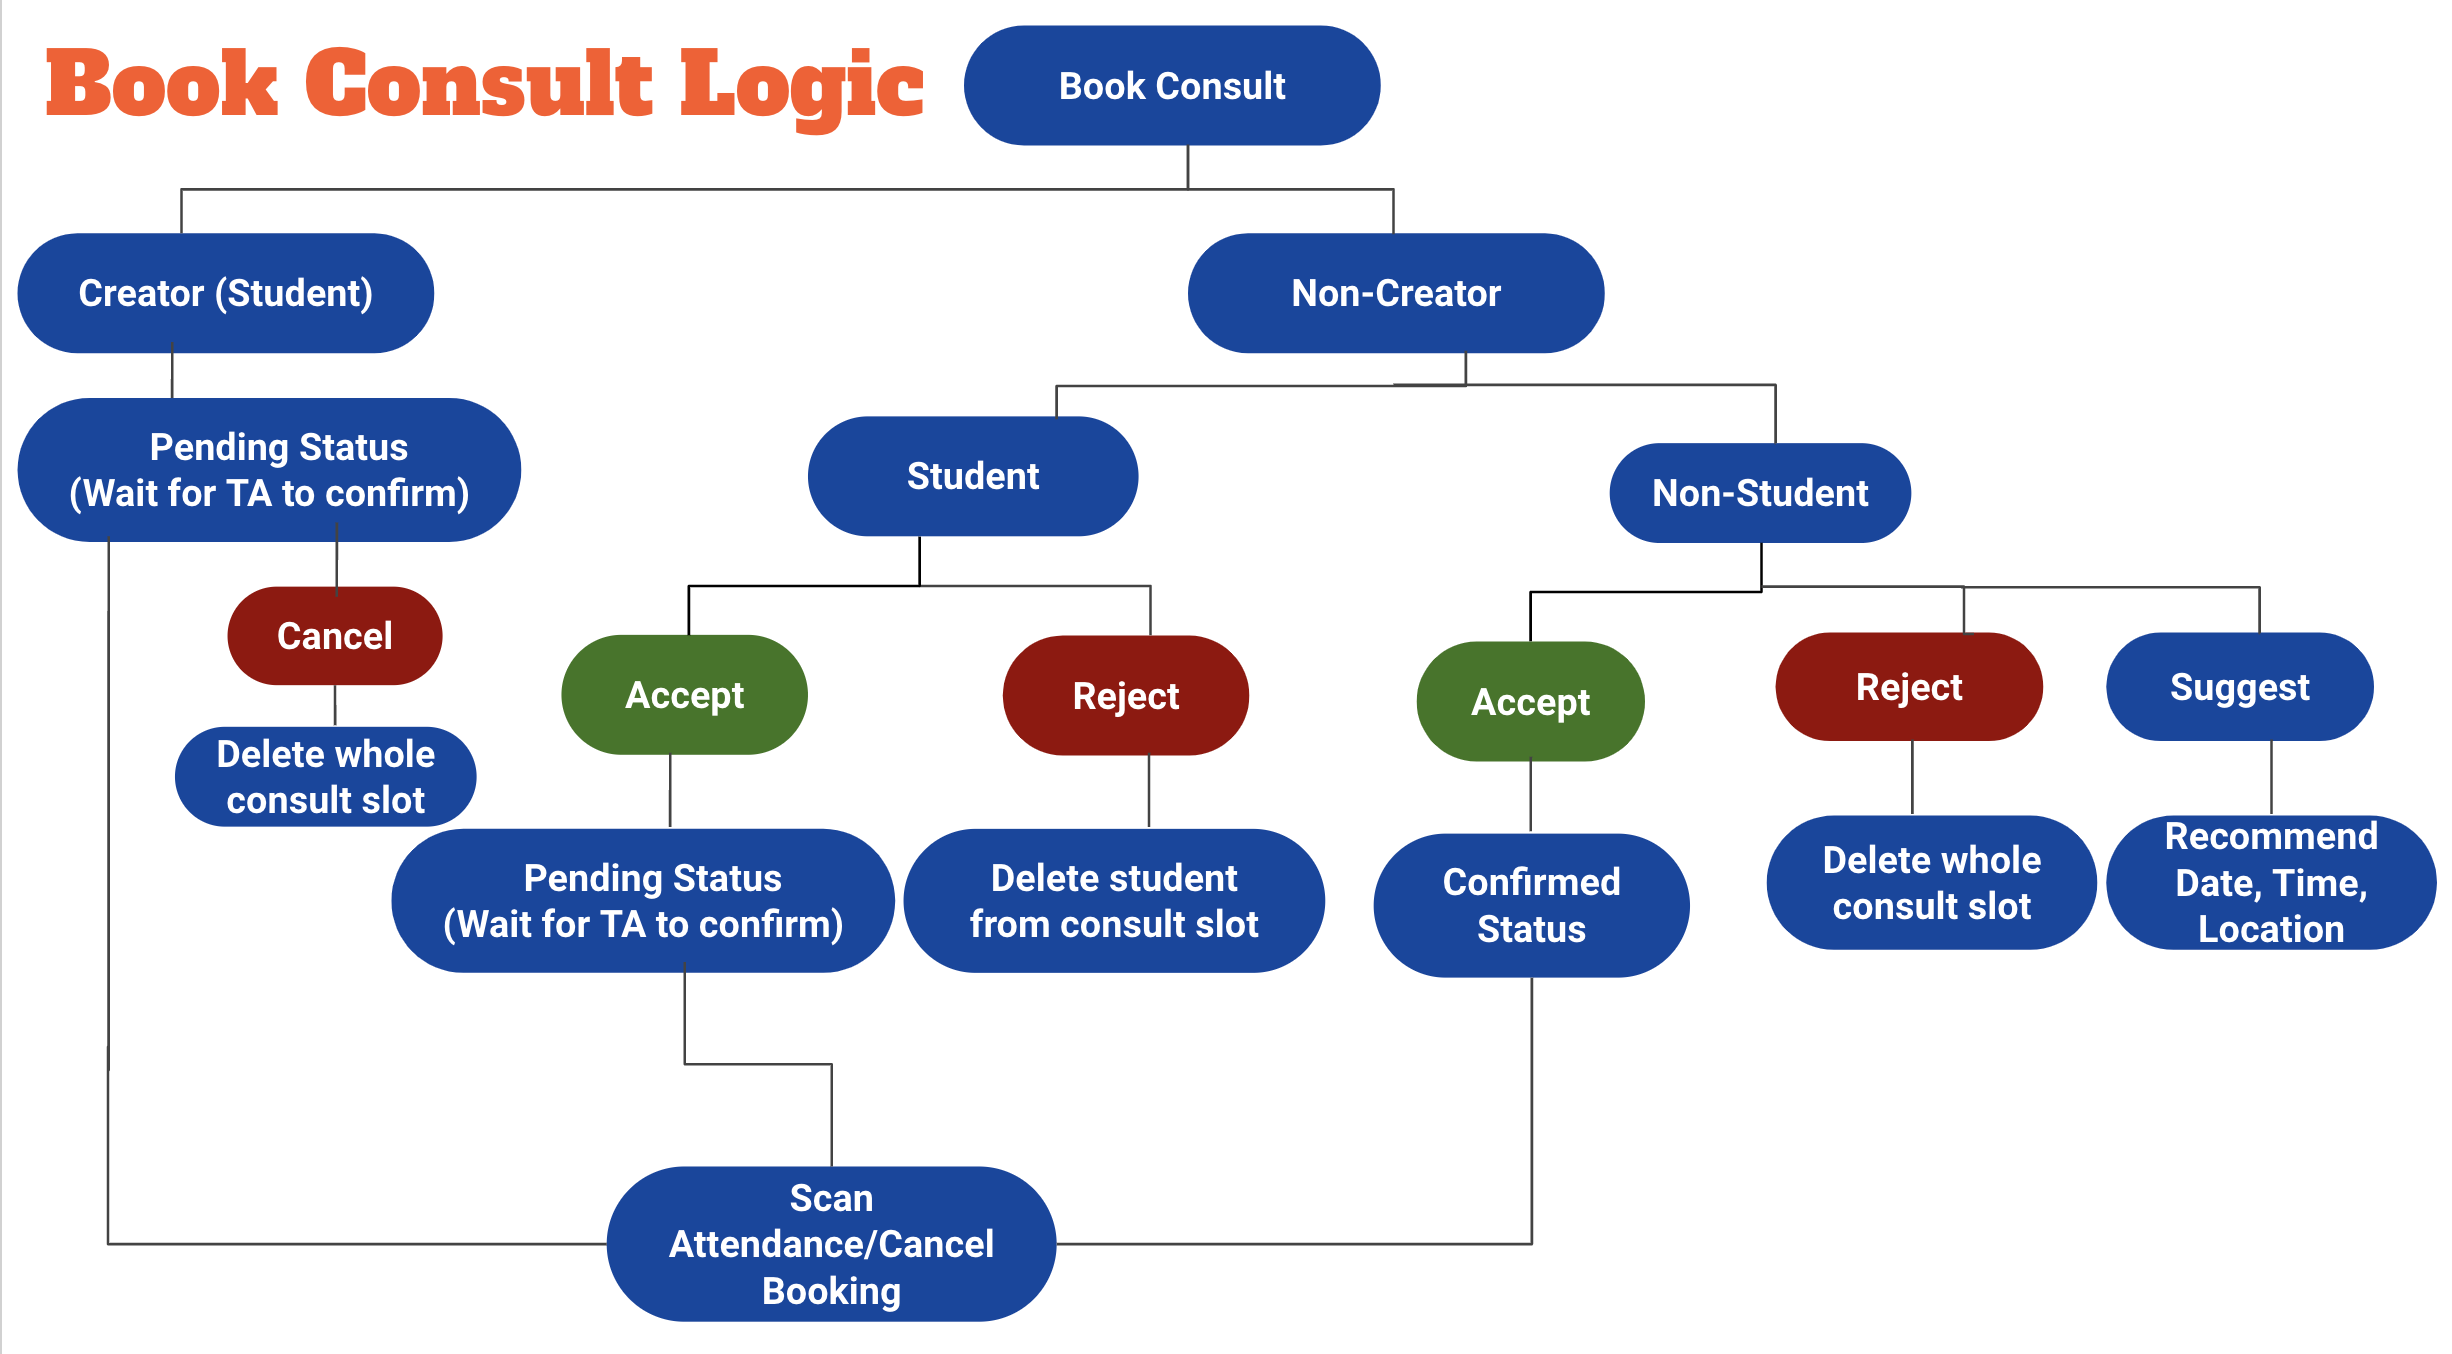 Book Consult Logic
Book Consult
Creator (Student)
Non-Creator
Pending Status
(Wait for TA to confirm)
Student
Non-Student
Cancel
Accept
Reject
Accept
Reject
Suggest
Delete whole
consult slot
Pending Status
(Wait for TA to confirm)
Delete student
from consult slot
Confirmed
Status
Delete whole
consult slot
Recommend
Date, Time,
Location
Scan
Attendance/Cancel
Booking